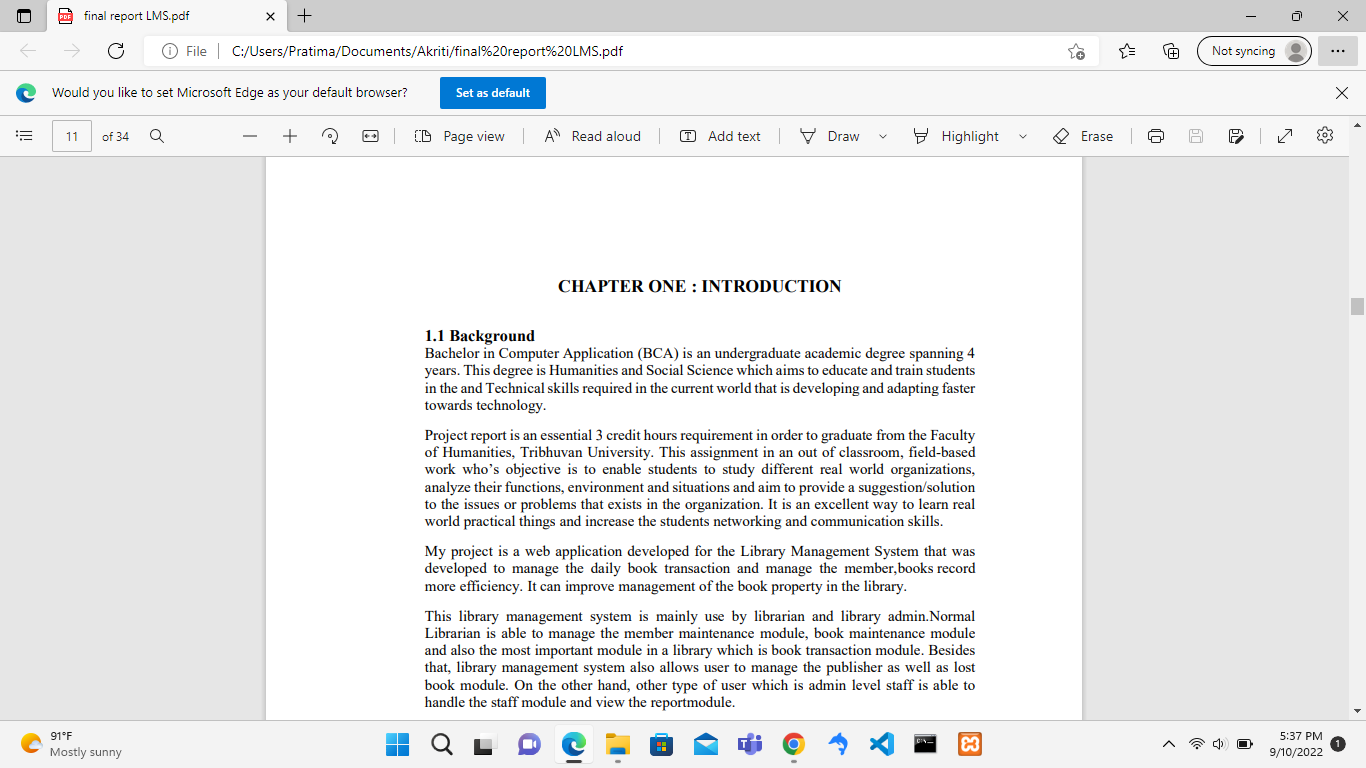 final report LMS.pdf
File
C:/Users/Pratima/Documents/Akriti/final%20report%20LMS.pdf
Not syncing
Would you like to set Microsoft Edge as your default browser?
Set as default
11 of 34
Page view
Read aloud
Add text
Draw
Highlight
Erase
CHAPTER ONE : INTRODUCTION
1.1 Background
Bachelor in Computer Application (BCA) is an undergraduate academic degree spanning 4
years. This degree is Humanities and Social Science which aims to educate and train students
in the and Technical skills required in the current world that is developing and adapting faster
towards technology.
Project report is an essential 3 credit hours requirement in order to graduate from the Faculty
of Humanities, Tribhuvan University. This assignment in an out of classroom, field-based
work who’s objective is to enable students to study different real world organizations,
analyze their functions, environment and situations and aim to provide a suggestion/solution
to the issues or problems that exists in the organization. It is an excellent way to learn real
world practical things and increase the students networking and communication skills.
My project is a web application developed for the Library Management System that was
developed to manage the daily book transaction and manage the member,books record
more efficiency. It can improve management of the book property in the library.
This library management system is mainly use by librarian and library admin.Normal
Librarian is able to manage the member maintenance module, book maintenance module
and also the most important module in a library which is book transaction module. Besides
that, library management system also allows user to manage the publisher as well as lost
book module. On the other hand, other type of user which is admin level staff is able to
handle the staff module and view the reportmodule.
91°F
Mostly sunny
5:37 PM
9/10/2022
1